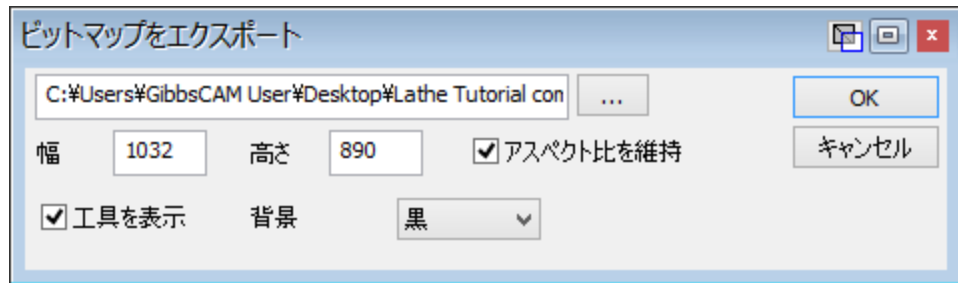 ビットマップをエクスポート
C:¥Users¥GibbsCAM User¥Desktop¥Lathe Tutorial con ... OK
幅 1032 高さ 890 アスペクト比を維持 キャンセル
工具を表示 背景 黒